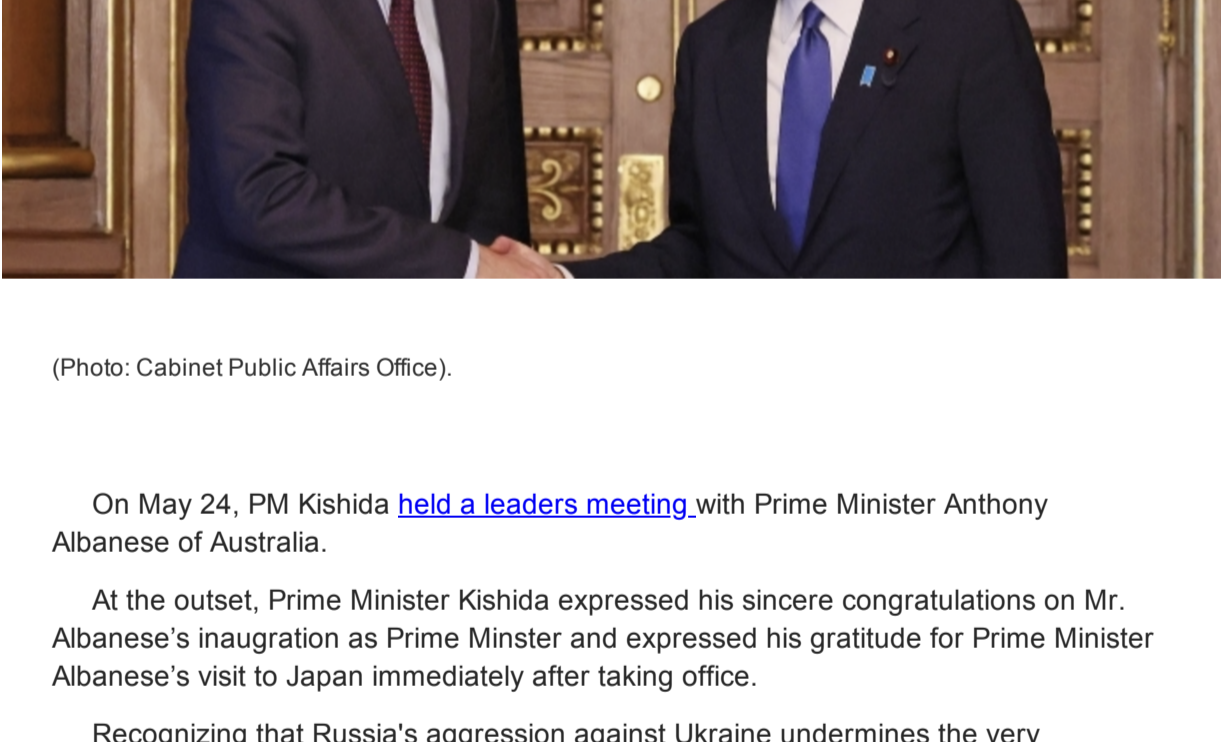 (Photo: Cabinet Public Affairs Office).
On May 24, PM Kishida held a leaders meeting with Prime Minister Anthony
Albanese of Australia.
At the outset, Prime Minister Kishida expressed his sincere congratulations on Mr.
Albanese’s inaugration as Prime Minster and expressed his gratitude for Prime Minister
Albanese’s visit to Japan immediately after taking office.
Recognizing that Russia's aggression against Ukraine undermines the very